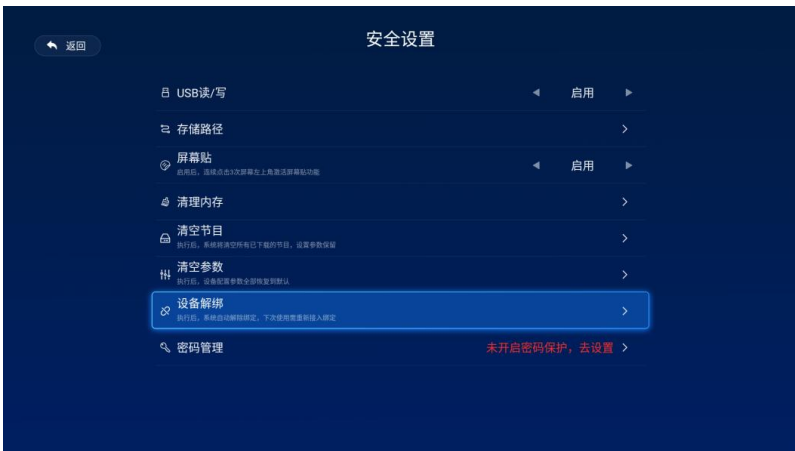 返回
安全设置
USB读/写 启用
存储路径
屏幕贴 启用
启用后，连续点击3次屏幕左上角激活屏幕贴功能
清理内存
清空节目
执行后，系统将清空所有已下载的节目，设置参数保留
清空参数
执行后，设备配置参数全部恢复到默认
设备解绑
执行后，系统自动解除绑定，下次使用需重新接入绑定
密码管理 未开启密码保护，去设置